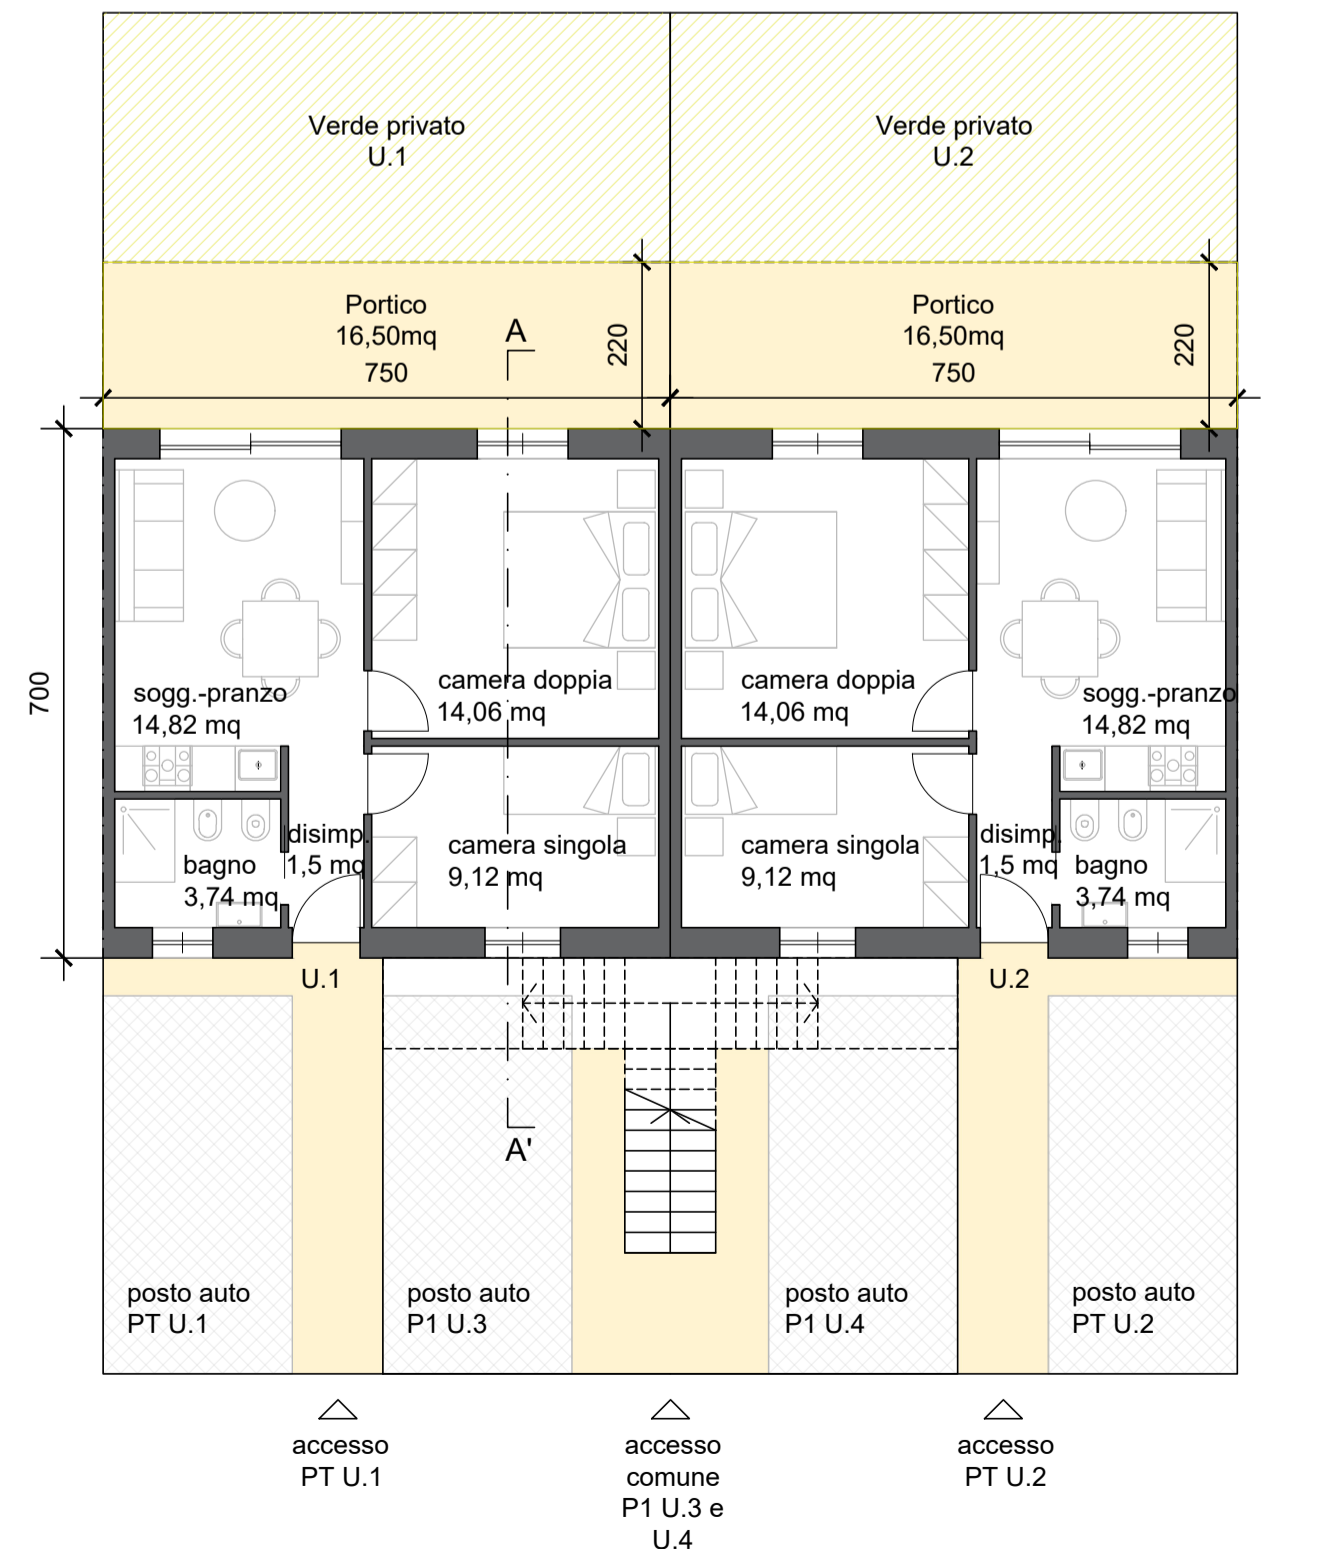 Verde privato
U.1
Verde privato
U.2
Portico
16,50mq
750
220
A
Portico
16,50mq
750
220
700
sogg.-pranzo
14,82 mq
camera doppia
14,06 mq
camera doppia
14,06 mq
sogg.-pranzo
14,82 mq
disimp.
1,5 mq
bagno
3,74 mq
camera singola
9,12 mq
camera singola
9,12 mq
disimp.
1,5 mq
bagno
3,74 mq
U.1
U.2
A'
posto auto
PT U.1
posto auto
P1 U.3
posto auto
P1 U.4
posto auto
PT U.2
accesso
PT U.1
accesso
comune
P1 U.3 e
U.4
accesso
PT U.2